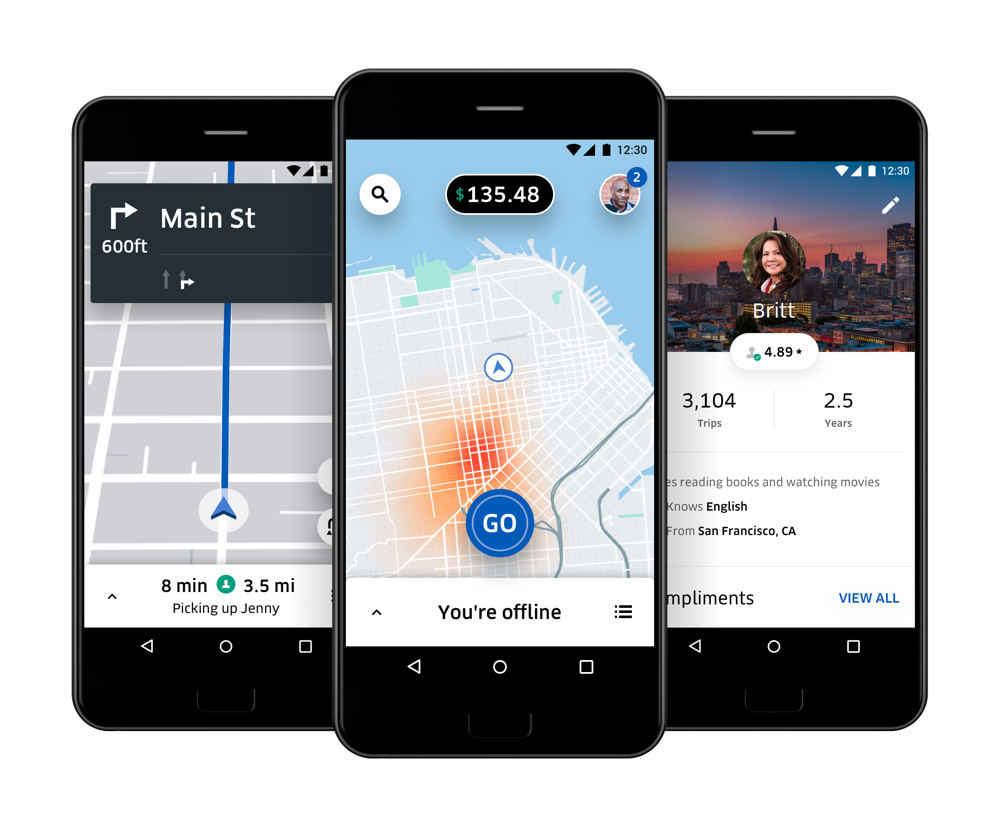 Main St
600ft
8 min 3.5 mi
Picking up Jenny
12:30
$135.48
2
GO
You're offline
12:30
Britt
4.89 ★
3,104
Trips
2.5
Years
reading books and watching movies
Knows English
From San Francisco, CA
VIEW ALL